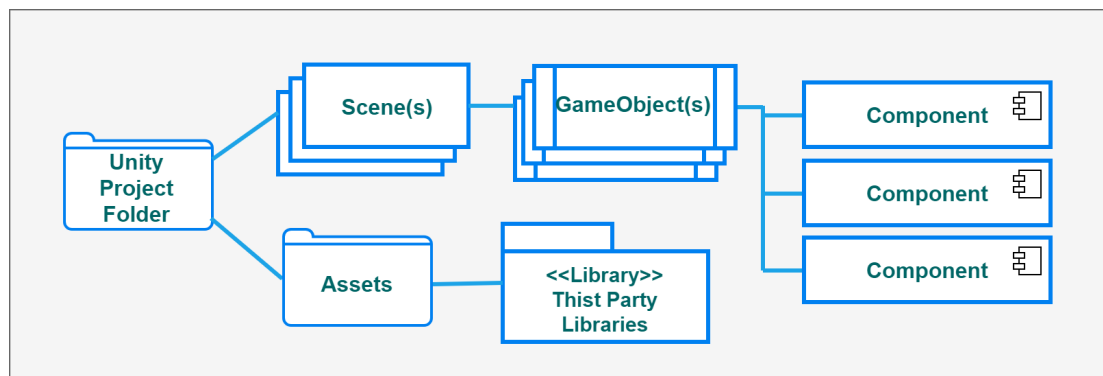 Scene(s)
GameObject(s)
Component
Unity
Project
Folder
Component
Assets
<<Library>>
Thist Party
Libraries
Component